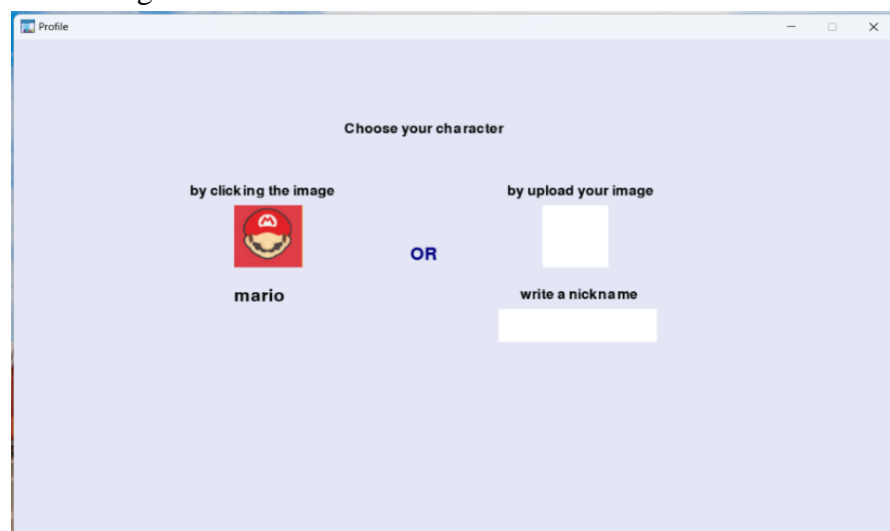 Profile
Choose your character
by clicking the image
by upload your image
M
OR
mario
write a nickname